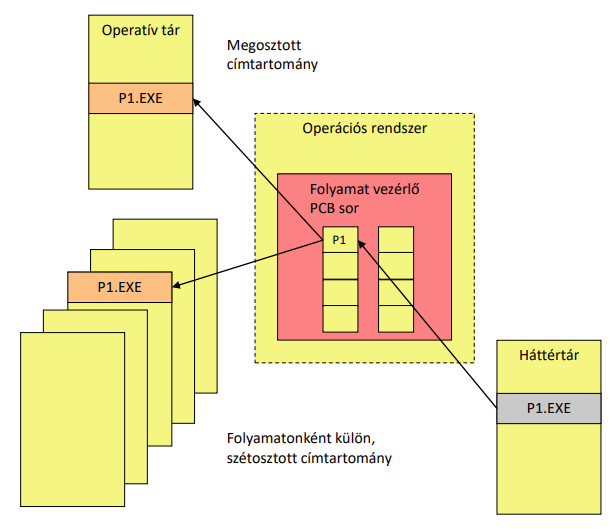 Operatív tár
P1.EXE
Megosztott
címtartomány
Operációs rendszer
Folyamat vezérlő
PCB sor
P1
P1.EXE
Háttértár
P1.EXE
Folyamatonként külön,
szétosztott címtartomány